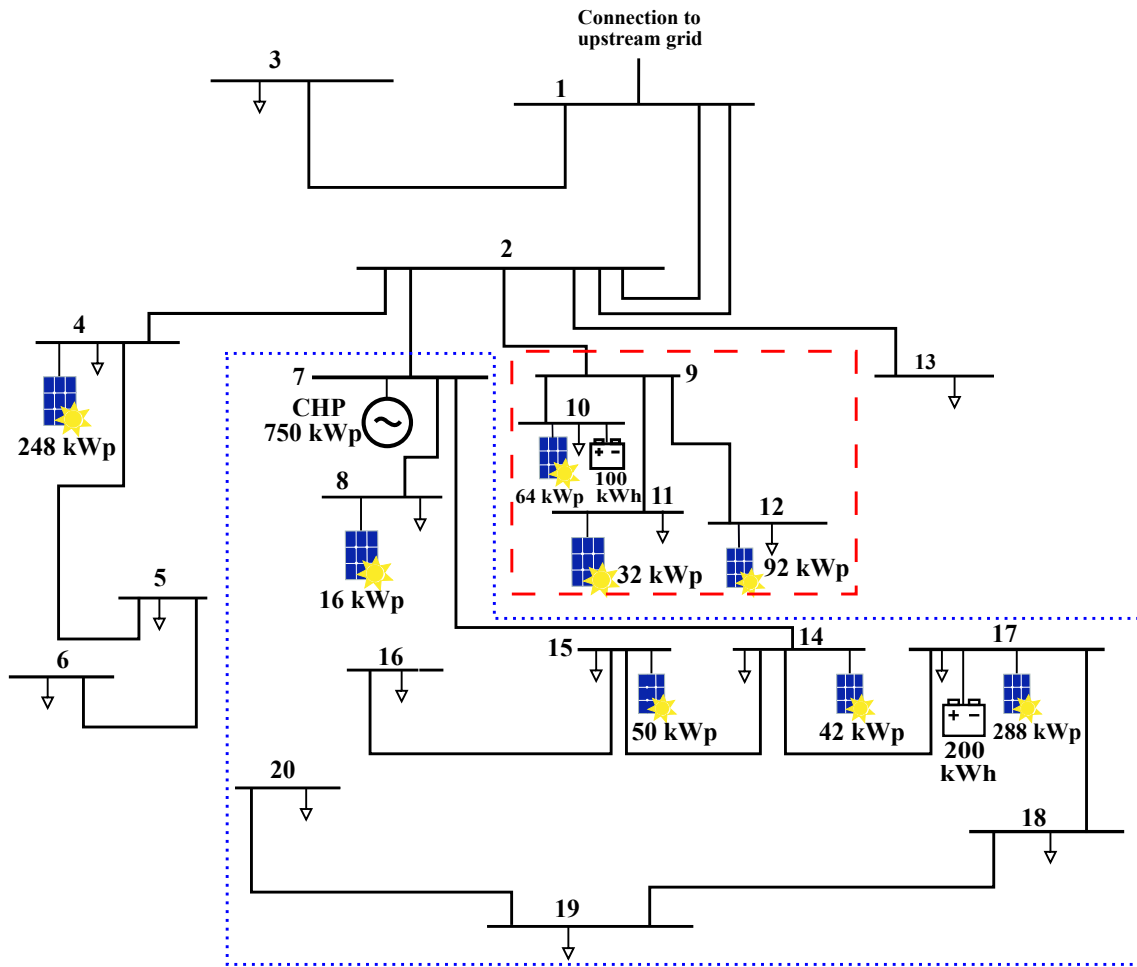 Connection to
upstream grid
3
1
2
4
248 kWp
7
CHP
750 kWp
9
10
64 kWp
100
kWh
11
32 kWp
12
92 kWp
13
8
16 kWp
5
6
16
15
50 kWp
14
42 kWp
17
200
kWh
288 kWp
20
18
19